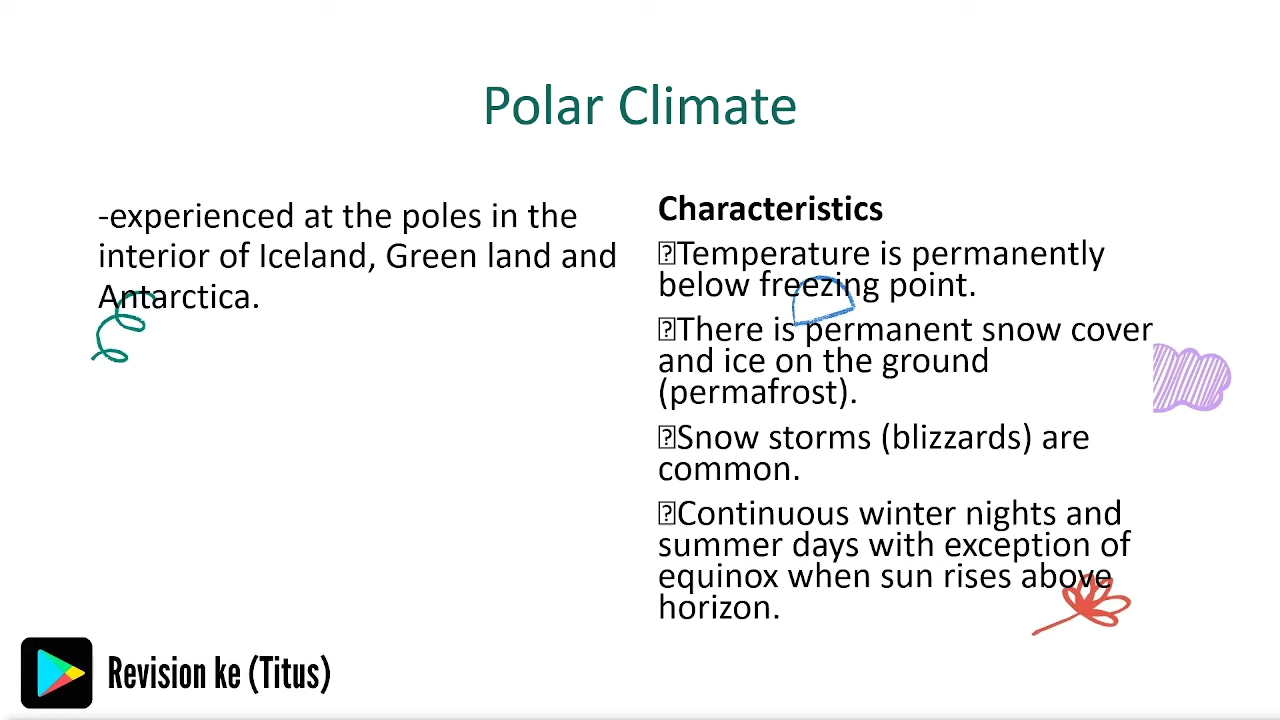 Polar Climate
-experienced at the poles in the
interior of Iceland, Green land and
Antarctica.
Characteristics
⍰Temperature is permanently
below freezing point.
⍰There is permanent snow cover
and ice on the ground
(permafrost).
⍰Snow storms (blizzards) are
common.
⍰Continuous winter nights and
summer days with exception of
equinox when sun rises above
horizon.
Revision ke (Titus)